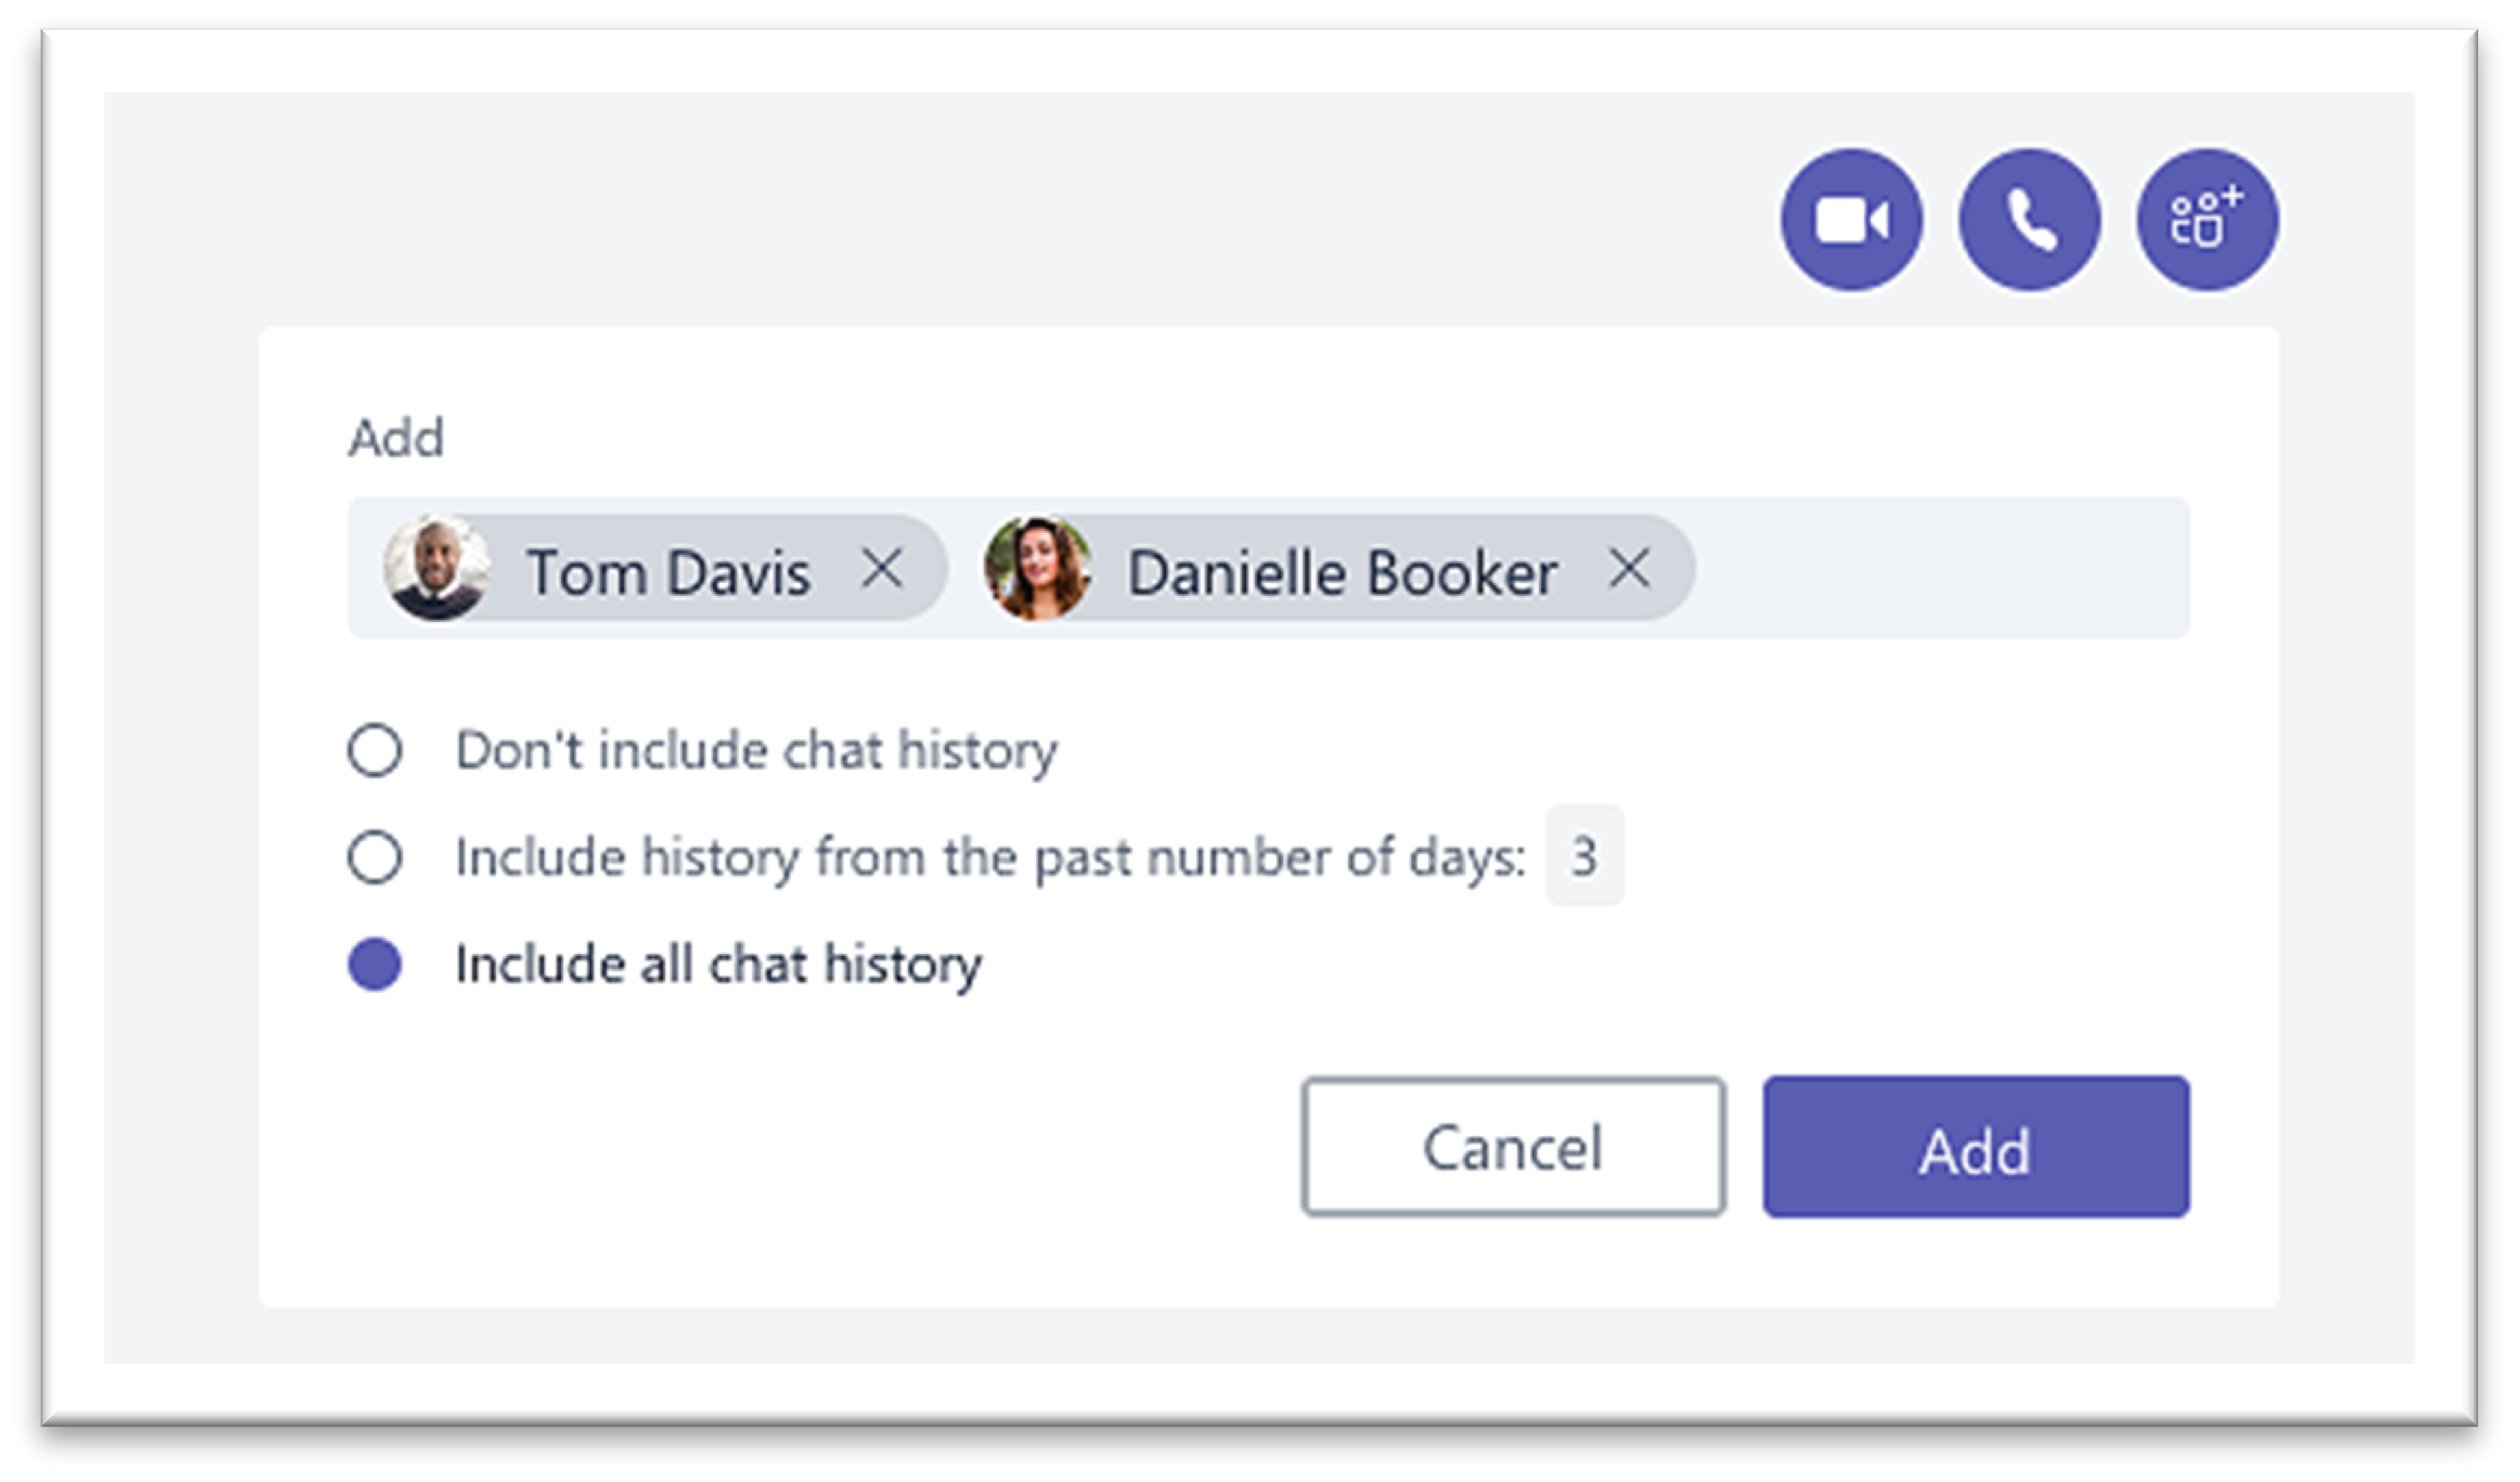 Add
Tom Davis Danielle Booker
Don't include chat history
Include history from the past number of days: 3
Include all chat history
Cancel Add